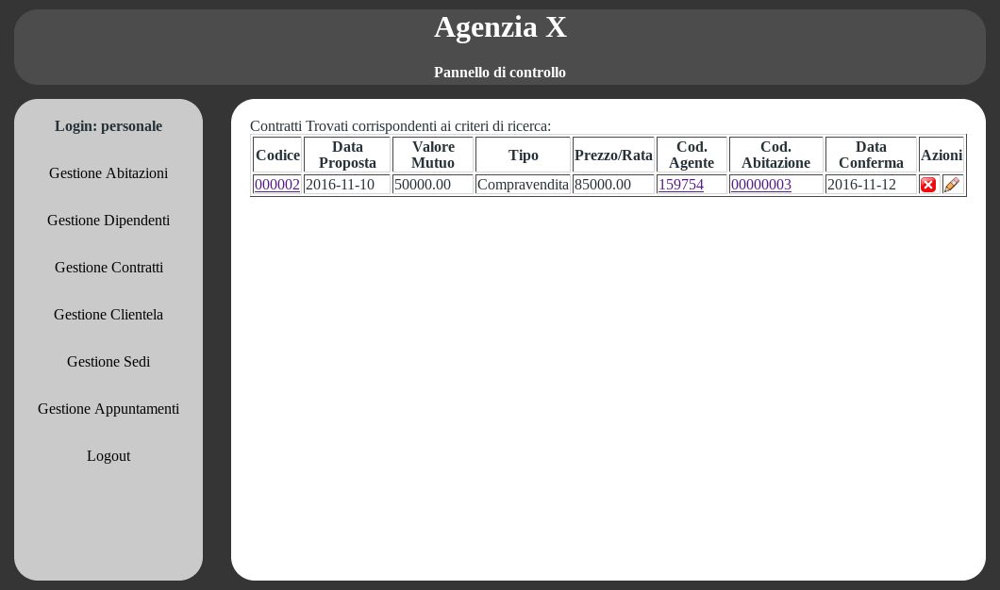 Agenzia X
Pannello di controllo
Login: personale
Gestione Abitazioni
Gestione Dipendenti
Gestione Contratti
Gestione Clientela
Gestione Sedi
Gestione Appuntamenti
Logout
Contratti Trovati corrispondenti ai criteri di ricerca:
Codice Data Proposta Valore Mutuo Tipo Prezzo/Rata Cod. Agente Cod. Abitazione Data Conferma Azioni
000002 2016-11-10 50000.00 Compravendita 85000.00 159754 00000003 2016-11-12